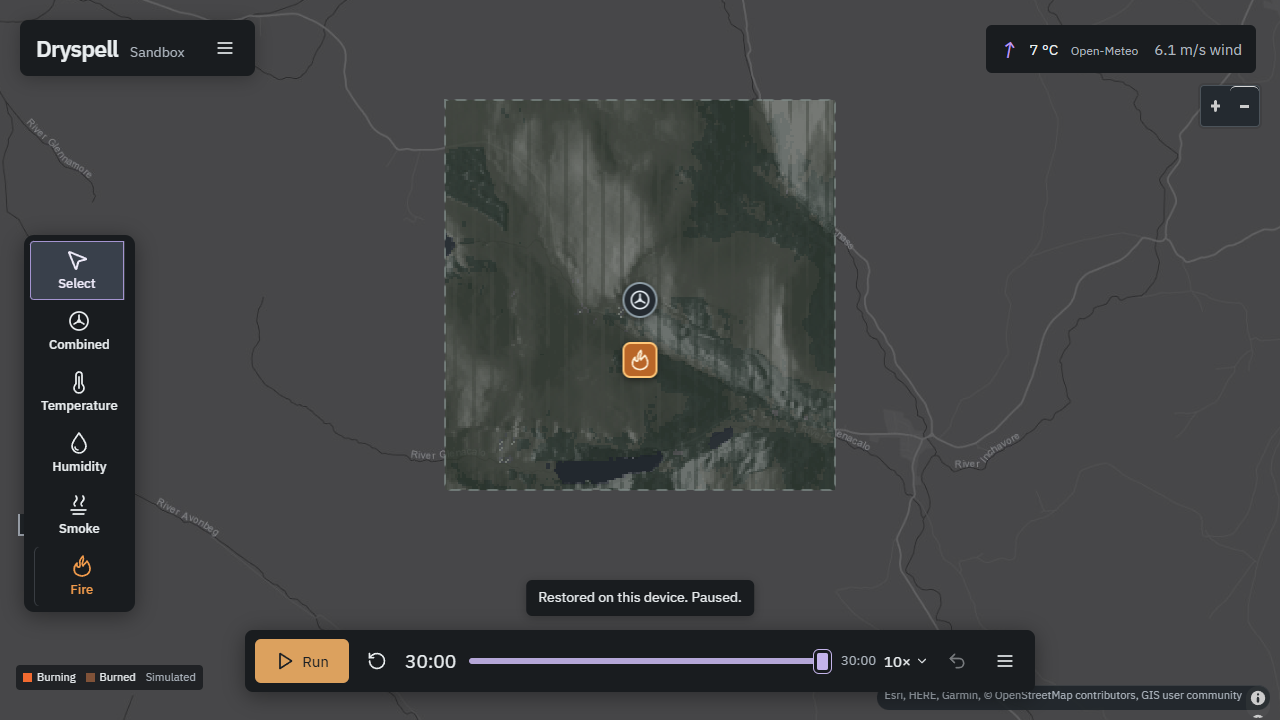 Dryspell Sandbox
7 °C Open-Meteo 6.1 m/s wind
+ −
River Glenmamore
Select
Combined
Temperature
Humidity
Smoke
Fire
River Avonbeg
River
River Inchavore
Restored on this device. Paused.
Run 30:00 30:00 10×
Burning Burned Simulated
Esri, HERE, Garmin, © OpenStreetMap contributors, GIS user community